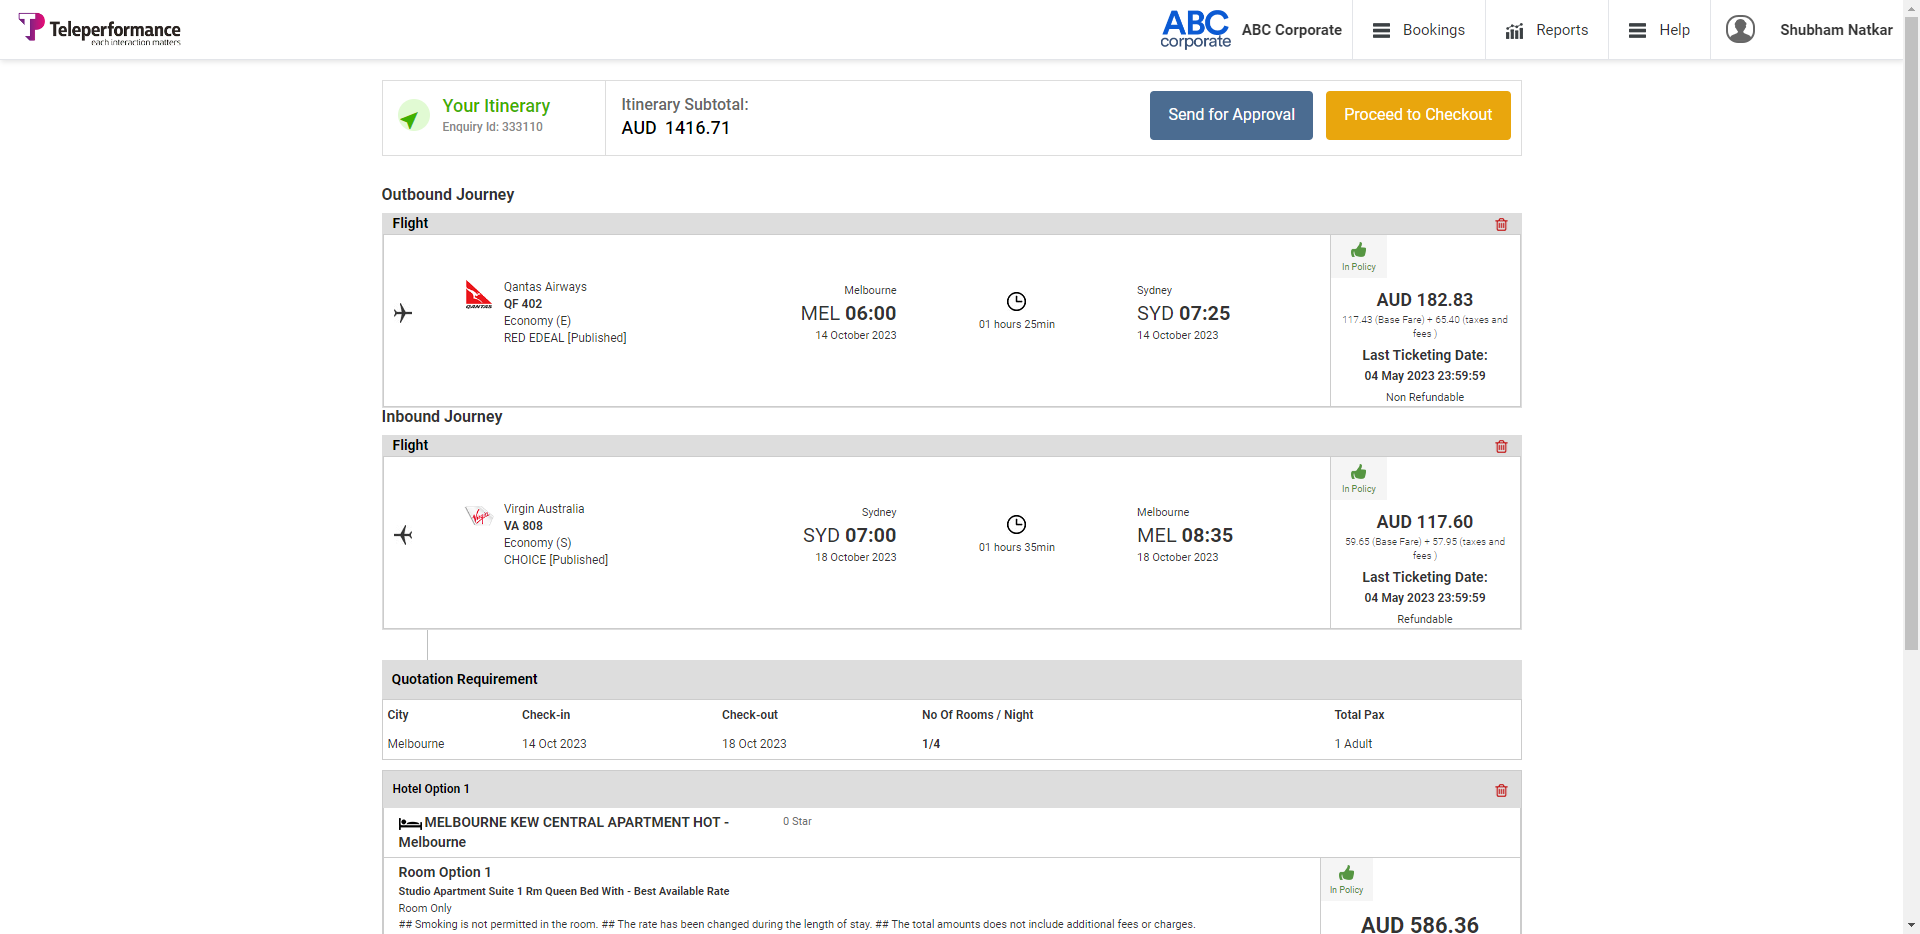 Teleperformance
each interaction matters
ABC
corporate
ABC Corporate
Bookings
Reports
Help
Shubham Natkar
Your Itinerary
Enquiry Id: 333110
Itinerary Subtotal:
AUD 1416.71
Send for Approval
Proceed to Checkout
Outbound Journey
Flight
QANTAS
Qantas Airways
QF 402
Economy (E)
RED EDEAL [Published]
Melbourne
MEL 06:00
14 October 2023
01 hours 25min
Sydney
SYD 07:25
14 October 2023
In Policy
AUD 182.83
117.43 (Base Fare) + 65.40 (taxes and
fees )
Last Ticketing Date:
04 May 2023 23:59:59
Non Refundable
Inbound Journey
Flight
Virgin
Virgin Australia
VA 808
Economy (S)
CHOICE [Published]
Sydney
SYD 07:00
18 October 2023
01 hours 35min
Melbourne
MEL 08:35
18 October 2023
In Policy
AUD 117.60
59.65 (Base Fare) + 57.95 (taxes and
fees )
Last Ticketing Date:
04 May 2023 23:59:59
Refundable
Quotation Requirement
City Check-in Check-out No Of Rooms / Night Total Pax
Melbourne 14 Oct 2023 18 Oct 2023 1/4 1 Adult
Hotel Option 1
MELBOURNE KEW CENTRAL APARTMENT HOT -
Melbourne
0 Star
Room Option 1
Studio Apartment Suite 1 Rm Queen Bed With - Best Available Rate
Room Only
## Smoking is not permitted in the room. ## The rate has been changed during the length of stay. ## The total amounts does not include additional fees or charges.
In Policy
AUD 586.36